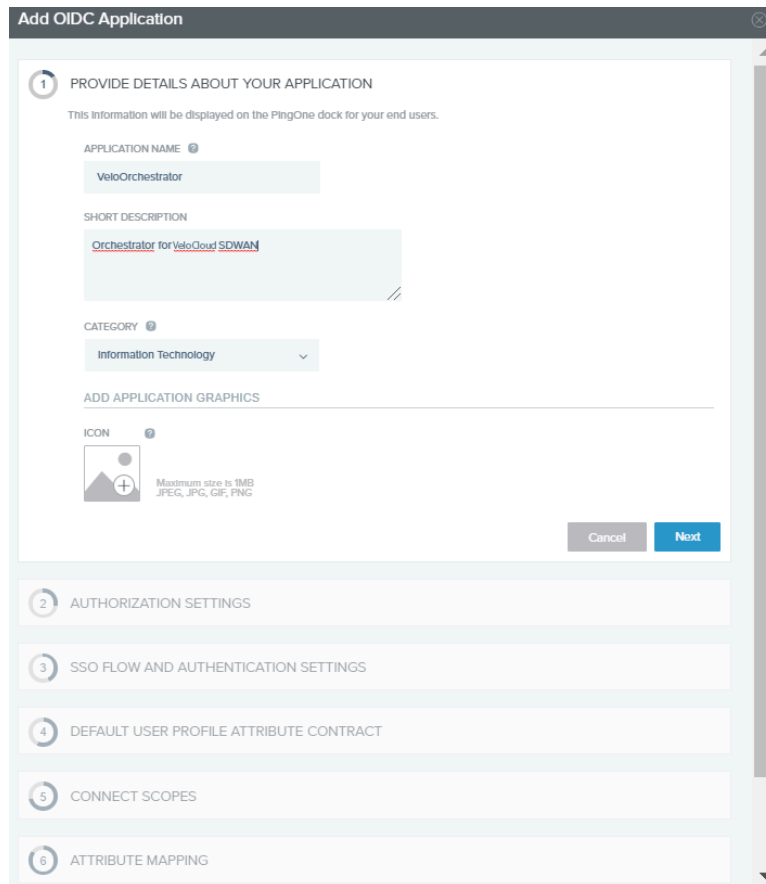 Add OIDC Application
1 PROVIDE DETAILS ABOUT YOUR APPLICATION
This information will be displayed on the PingOne dock for your end users.
APPLICATION NAME ?
VeloOrchestrator
SHORT DESCRIPTION
Orchestrator for VeloCloud SDWAN
CATEGORY ?
Information Technology
ADD APPLICATION GRAPHICS
ICON ?
Maximum size is 1MB
JPEG, JPG, GIF, PNG
Cancel Next
2 AUTHORIZATION SETTINGS
3 SSO FLOW AND AUTHENTICATION SETTINGS
4 DEFAULT USER PROFILE ATTRIBUTE CONTRACT
5 CONNECT SCOPES
6 ATTRIBUTE MAPPING